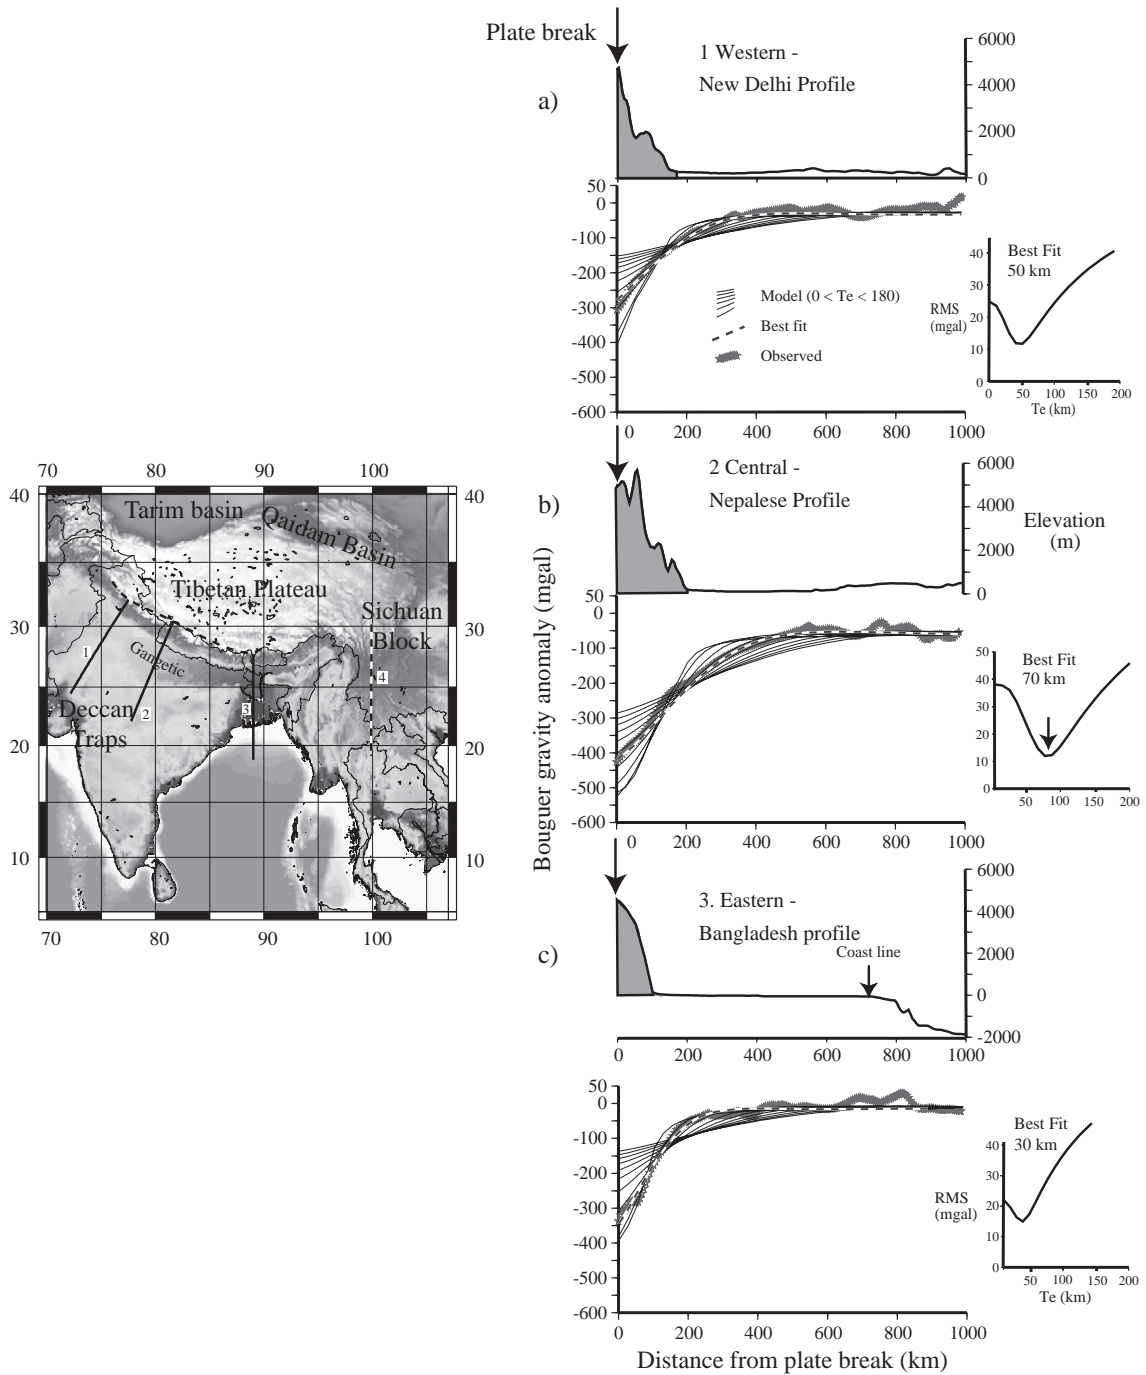 Plate break
1 Western -
New Delhi Profile
a)
6000
4000
2000
0
50
0
-100
-200
-300
-400
-500
-600
Model (0 < Te < 180)
Best fit
Observed
0 200 400 600 800 1000
Best Fit
50 km
RMS
(mgal)
40
30
20
10
0
0 50 100 150 200
Te (km)
70 80 90 100
40
30
20
10
40
30
20
10
70 80 90 100
Tarim basin
Qaidam Basin
Tibetan Plateau
Sichuan
Block
Gangetic
Deccan
Traps
1
2
3
4
b)
2 Central -
Nepalese Profile
6000
4000
2000
0
Elevation
(m)
Bouguer gravity anomaly (mgal)
50
0
-100
-200
-300
-400
-500
-600
0 200 400 600 800 1000
Best Fit
70 km
50
40
30
20
10
0
50 100 150 200
c)
3. Eastern -
Bangladesh profile
Coast line
6000
4000
2000
0
-2000
0 200 400 600 800 1000
50
0
-100
-200
-300
-400
-500
-600
0 200 400 600 800 1000
Distance from plate break (km)
Best Fit
30 km
RMS
(mgal)
40
30
20
10
0
50 100 150 200
Te (km)